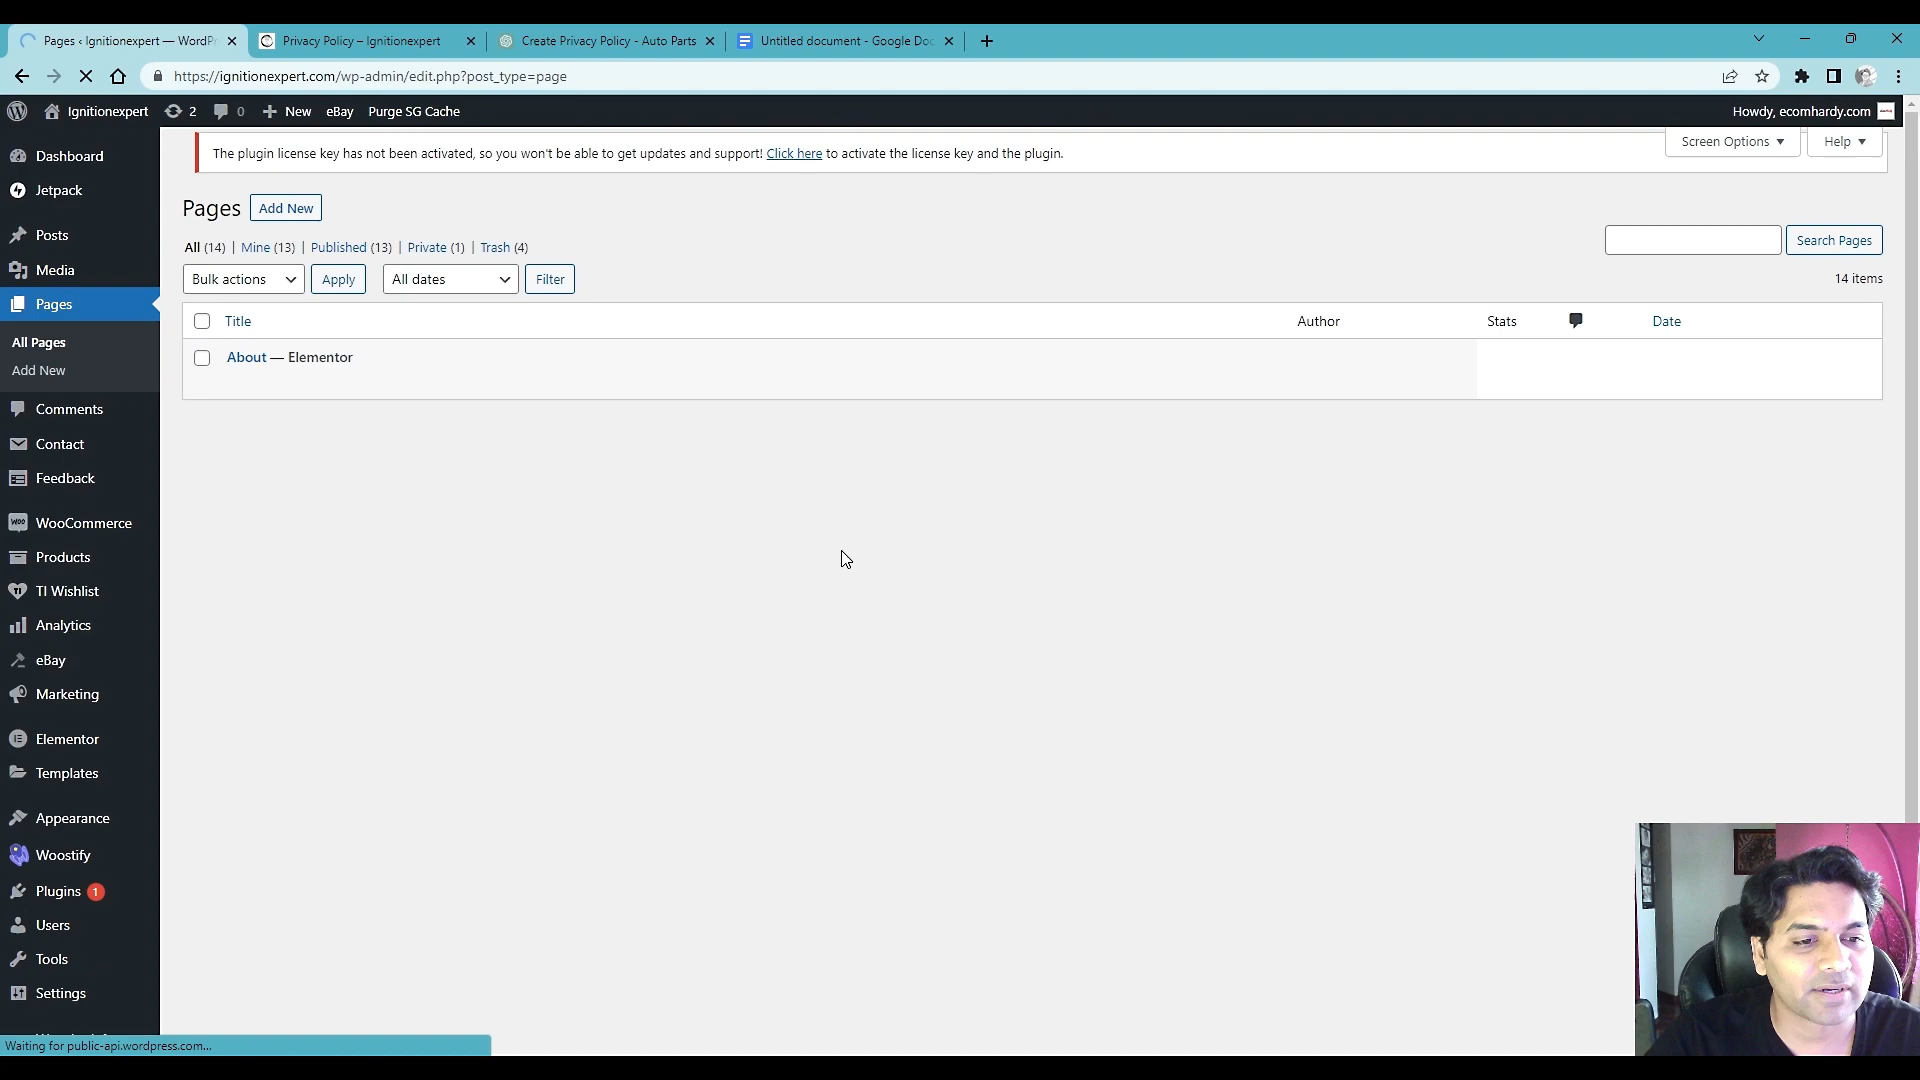 Pages ‹ Ignitionexpert — WordPr
Privacy Policy – Ignitionexpert
Create Privacy Policy - Auto Parts
Untitled document - Google Doc
https://ignitionexpert.com/wp-admin/edit.php?post_type=page
Ignitionexpert
2
0
New
eBay
Purge SG Cache
Howdy, ecomhardy.com
Dashboard
Jetpack
Posts
Media
Pages
All Pages
Add New
Comments
Contact
Feedback
WooCommerce
Products
TI Wishlist
Analytics
eBay
Marketing
Elementor
Templates
Appearance
Woostify
Plugins 1
Users
Tools
Settings
The plugin license key has not been activated, so you won't be able to get updates and support! Click here to activate the license key and the plugin.
Screen Options
Help
Pages
Add New
All (14) | Mine (13) | Published (13) | Private (1) | Trash (4)
Search Pages
Bulk actions
Apply
All dates
Filter
14 items
Title
Author
Stats
Date
About — Elementor
Waiting for public-api.wordpress.com...